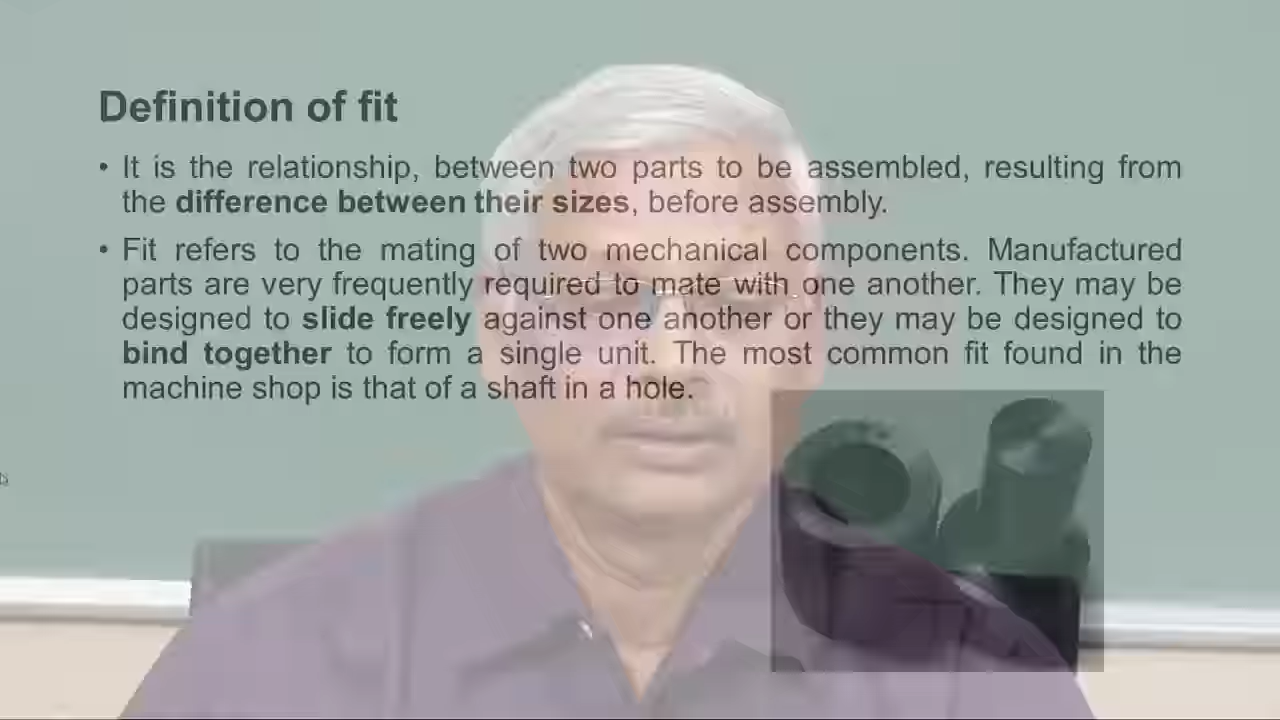 Definition of fit
• It is the relationship, between two parts to be assembled, resulting from
the difference between their sizes, before assembly.
• Fit refers to the mating of two mechanical components. Manufactured
parts are very frequently required to mate with one another. They may be
designed to slide freely against one another or they may be designed to
bind together to form a single unit. The most common fit found in the
machine shop is that of a shaft in a hole.